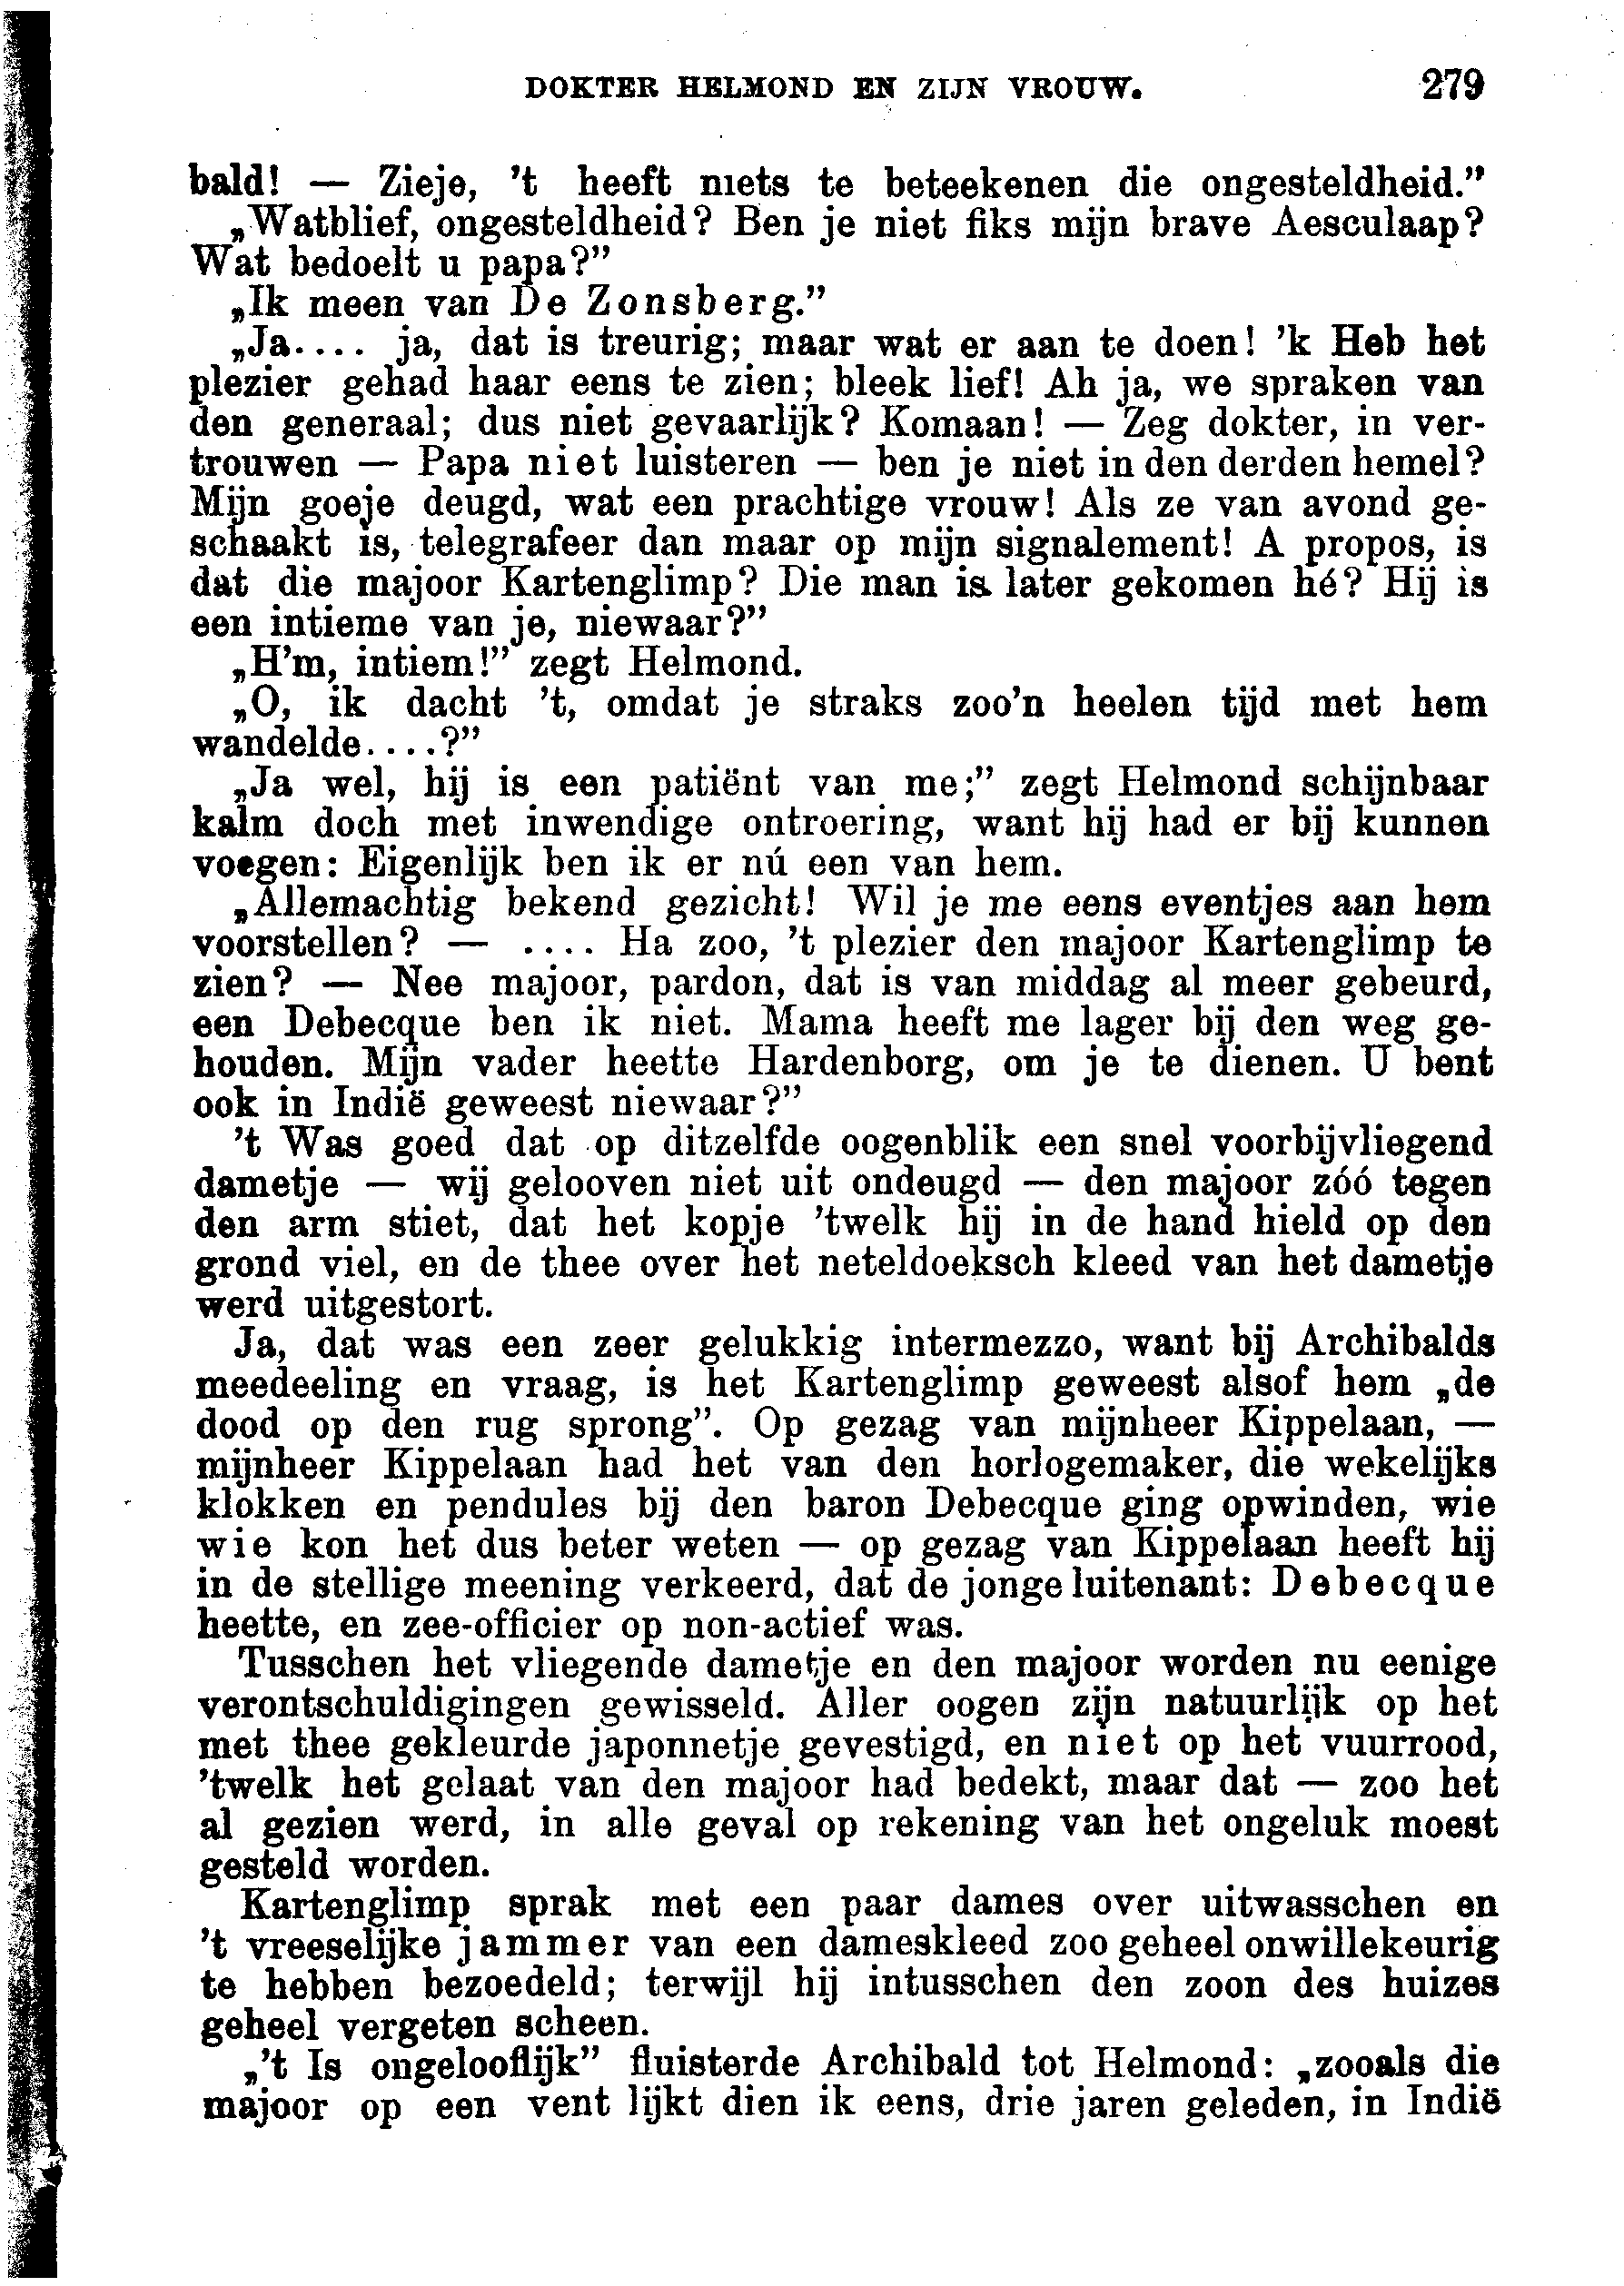 DOKTER HELMOND EN ZIJN VROUW. 279
bald! — Zieje, 't heeft niets te beteekenen die ongesteldheid."
„Watblief, ongesteldheid? Ben je niet fiks mijn brave Aesculaap?
Wat bedoelt u papa?"
„Ik meen van De Zonsberg."
„Ja.... ja, dat is treurig; maar wat er aan te doen! 'k Heb het
plezier gehad haar eens te zien; bleek lief! Ah ja, we spraken van
den generaal; dus niet gevaarlijk? Komaan! — Zeg dokter, in ver-
trouwen — Papa niet luisteren — ben je niet in den derden hemel?
Mijn goeje deugd, wat een prachtige vrouw! Als ze van avond ge-
schaakt is, telegrafeer dan maar op mijn signalement! A propos, is
dat die majoor Kartenglimp? Die man is later gekomen hé? Hij is
een intieme van je, niewaar?"
„H'm, intiem!" zegt Helmond.
„O, ik dacht 't, omdat je straks zoo'n heelen tijd met hem
wandelde....?"
„Ja wel, hij is een patiënt van me;" zegt Helmond schijnbaar
kalm doch met inwendige ontroering, want hij had er bij kunnen
voegen: Eigenlijk ben ik er nú een van hem.
„Allemachtig bekend gezicht! Wil je me eens eventjes aan hem
voorstellen? — .... Ha zoo, 't plezier den majoor Kartenglimp te
zien? — Nee majoor, pardon, dat is van middag al meer gebeurd,
een Debecque ben ik niet. Mama heeft me lager bij den weg ge-
houden. Mijn vader heette Hardenborg, om je te dienen. U bent
ook in Indië geweest niewaar?"
't Was goed dat op ditzelfde oogenblik een snel voorbijvliegend
dametje — wij gelooven niet uit ondeugd — den majoor zóó tegen
den arm stiet, dat het kopje 'twelk hij in de hand hield op den
grond viel, en de thee over het neteldoeksch kleed van het dametje
werd uitgestort.
Ja, dat was een zeer gelukkig intermezzo, want bij Archibalds
meedeeling en vraag, is het Kartenglimp geweest alsof hem „de
dood op den rug sprong". Op gezag van mijnheer Kippelaan, —
mijnheer Kippelaan had het van den horlogemaker, die wekelijks
klokken en pendules bij den baron Debecque ging opwinden, wie
wie kon het dus beter weten — op gezag van Kippelaan heeft hij
in de stellige meening verkeerd, dat de jonge luitenant: Debecque
heette, en zee-officier op non-actief was.
Tusschen het vliegende dametje en den majoor worden nu eenige
verontschuldigingen gewisseld. Aller oogen zijn natuurlijk op het
met thee gekleurde japonnetje gevestigd, en niet op het vuurrood,
'twelk het gelaat van den majoor had bedekt, maar dat — zoo het
al gezien werd, in alle geval op rekening van het ongeluk moest
gesteld worden.
Kartenglimp sprak met een paar dames over uitwasschen en
't vreeselijke jammer van een dameskleed zoo geheel onwillekeurig
te hebben bezoedeld; terwijl hij intusschen den zoon des huizes
geheel vergeten scheen.
„'t Is ongelooflijk" fluisterde Archibald tot Helmond: „zooals die
majoor op een vent lijkt dien ik eens, drie jaren geleden, in Indië